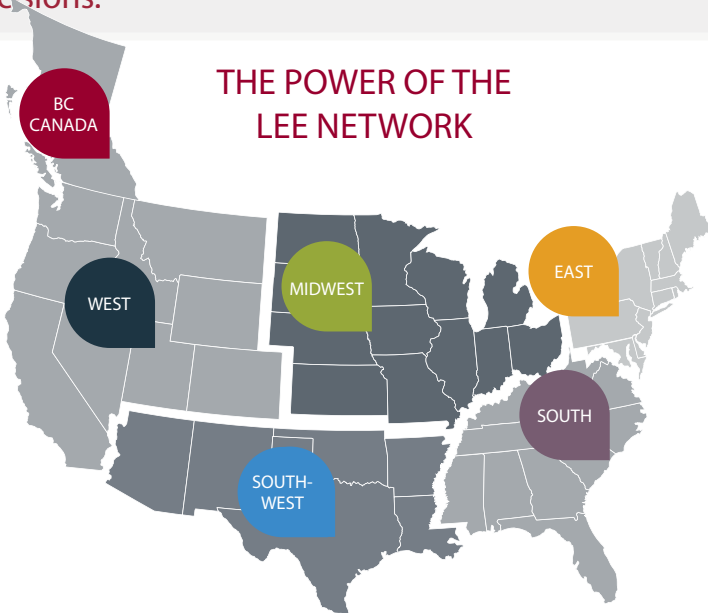 THE POWER OF THE
LEE NETWORK
BC
CANADA
WEST
MIDWEST
EAST
SOUTH
SOUTH-
WEST